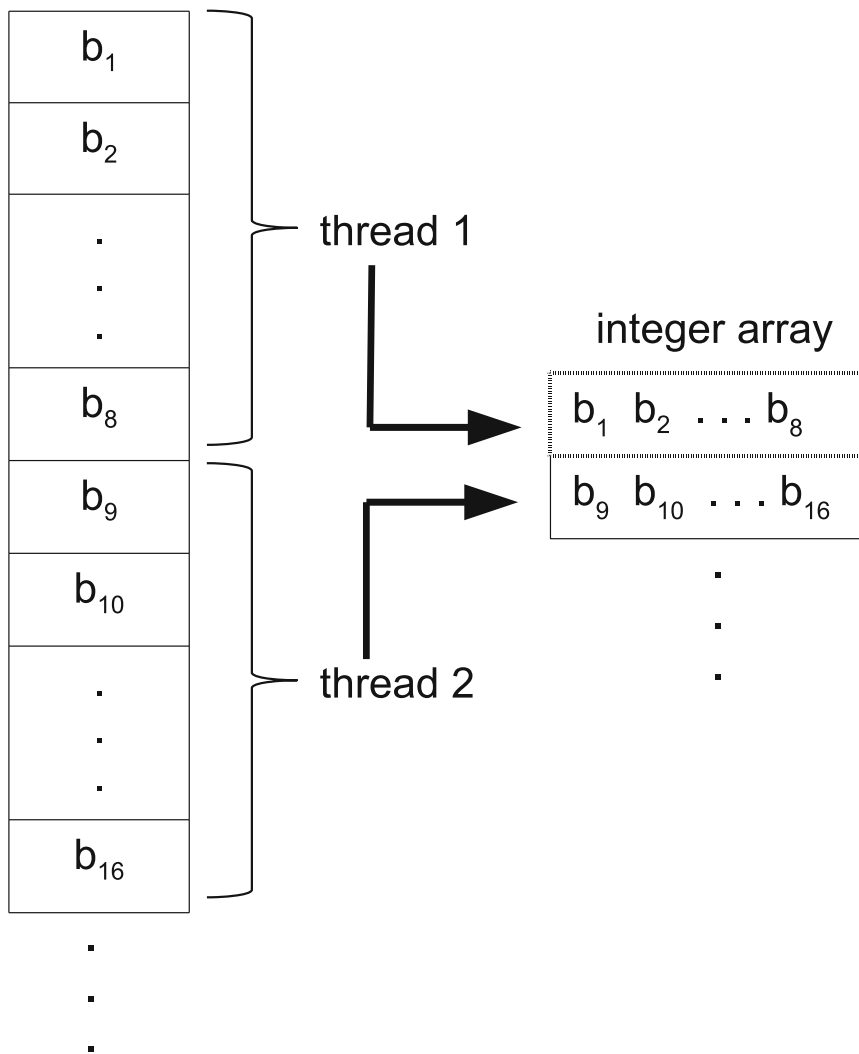 b₁
b₂
.
.
.
b₈
b₉
b₁₀
.
.
.
b₁₆
.
.
.
thread 1
thread 2
integer array
b₁ b₂ . . . b₈
b₉ b₁₀ . . . b₁₆
.
.
.